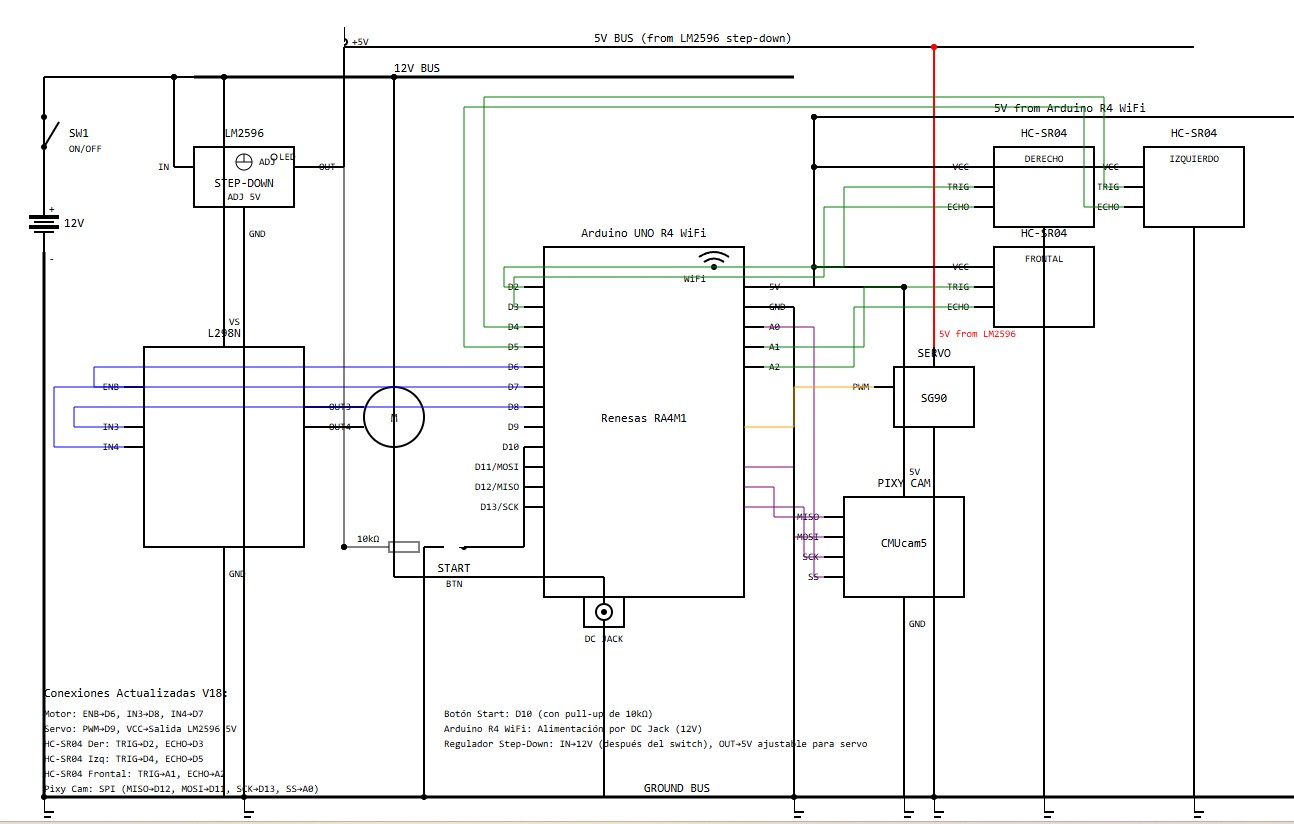 5V BUS (from LM2596 step-down)
+5V
12V BUS
5V from Arduino R4 WiFi
SW1
ON/OFF
LM2596
IN
ADJ
LED
OUT
STEP-DOWN
ADJ 5V
GND
+
12V
-
HC-SR04
DERECHO
VCC
TRIG
ECHO
HC-SR04
IZQUIERDO
VCC
TRIG
ECHO
HC-SR04
FRONTAL
VCC
TRIG
ECHO
Arduino UNO R4 WiFi
WiFi
D2
D3
D4
D5
D6
D7
D8
D9
D10
D11/MOSI
D12/MISO
D13/SCK
5V
GND
A0
A1
A2
Renesas RA4M1
DC JACK
VS
L298N
ENB
IN3
IN4
OUT3
OUT4
GND
M
10kΩ
START
BTN
5V from LM2596
SERVO
PWM
SG90
5V
PIXY CAM
MISO
MOSI
SCK
SS
CMUcam5
GND
Conexiones Actualizadas V18:
Motor: ENB→D6, IN3→D8, IN4→D7
Servo: PWM→D9, VCC→Salida LM2596 5V
HC-SR04 Der: TRIG→D2, ECHO→D3
HC-SR04 Izq: TRIG→D4, ECHO→D5
HC-SR04 Frontal: TRIG→A1, ECHO→A2
Pixy Cam: SPI (MISO→D12, MOSI→D11, SCK→D13, SS→A0)
Botón Start: D10 (con pull-up de 10kΩ)
Arduino R4 WiFi: Alimentación por DC Jack (12V)
Regulador Step-Down: IN→12V (después del switch), OUT→5V ajustable para servo
GROUND BUS